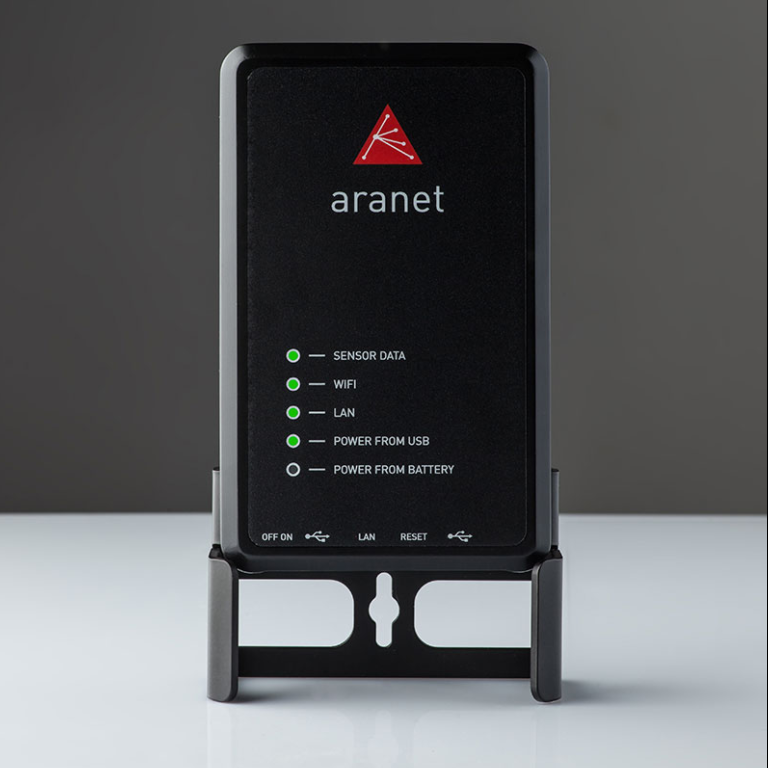 aranet
SENSOR DATA
WIFI
LAN
POWER FROM USB
POWER FROM BATTERY
OFF ON LAN RESET